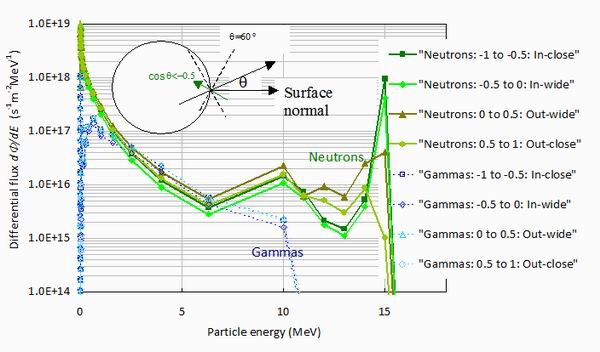 1.0E+19
1.0E+18
1.0E+17
1.0E+16
1.0E+15
1.0E+14
Differential flux dΦ/dE (s⁻¹m⁻²MeV⁻¹)
θ=60°
cosθ<-0.5
θ
Surface
normal
Neutrons
Gammas
0 5 10 15
Particle energy (MeV)
"Neutrons: -1 to -0.5: In-close"
"Neutrons: -0.5 to 0: In-wide"
"Neutrons: 0 to 0.5: Out-wide"
"Neutrons: 0.5 to 1: Out-close"
"Gammas: -1 to -0.5: In-close"
"Gammas: -0.5 to 0: In-wide"
"Gammas: 0 to 0.5: Out-wide"
"Gammas: 0.5 to 1: Out-close"